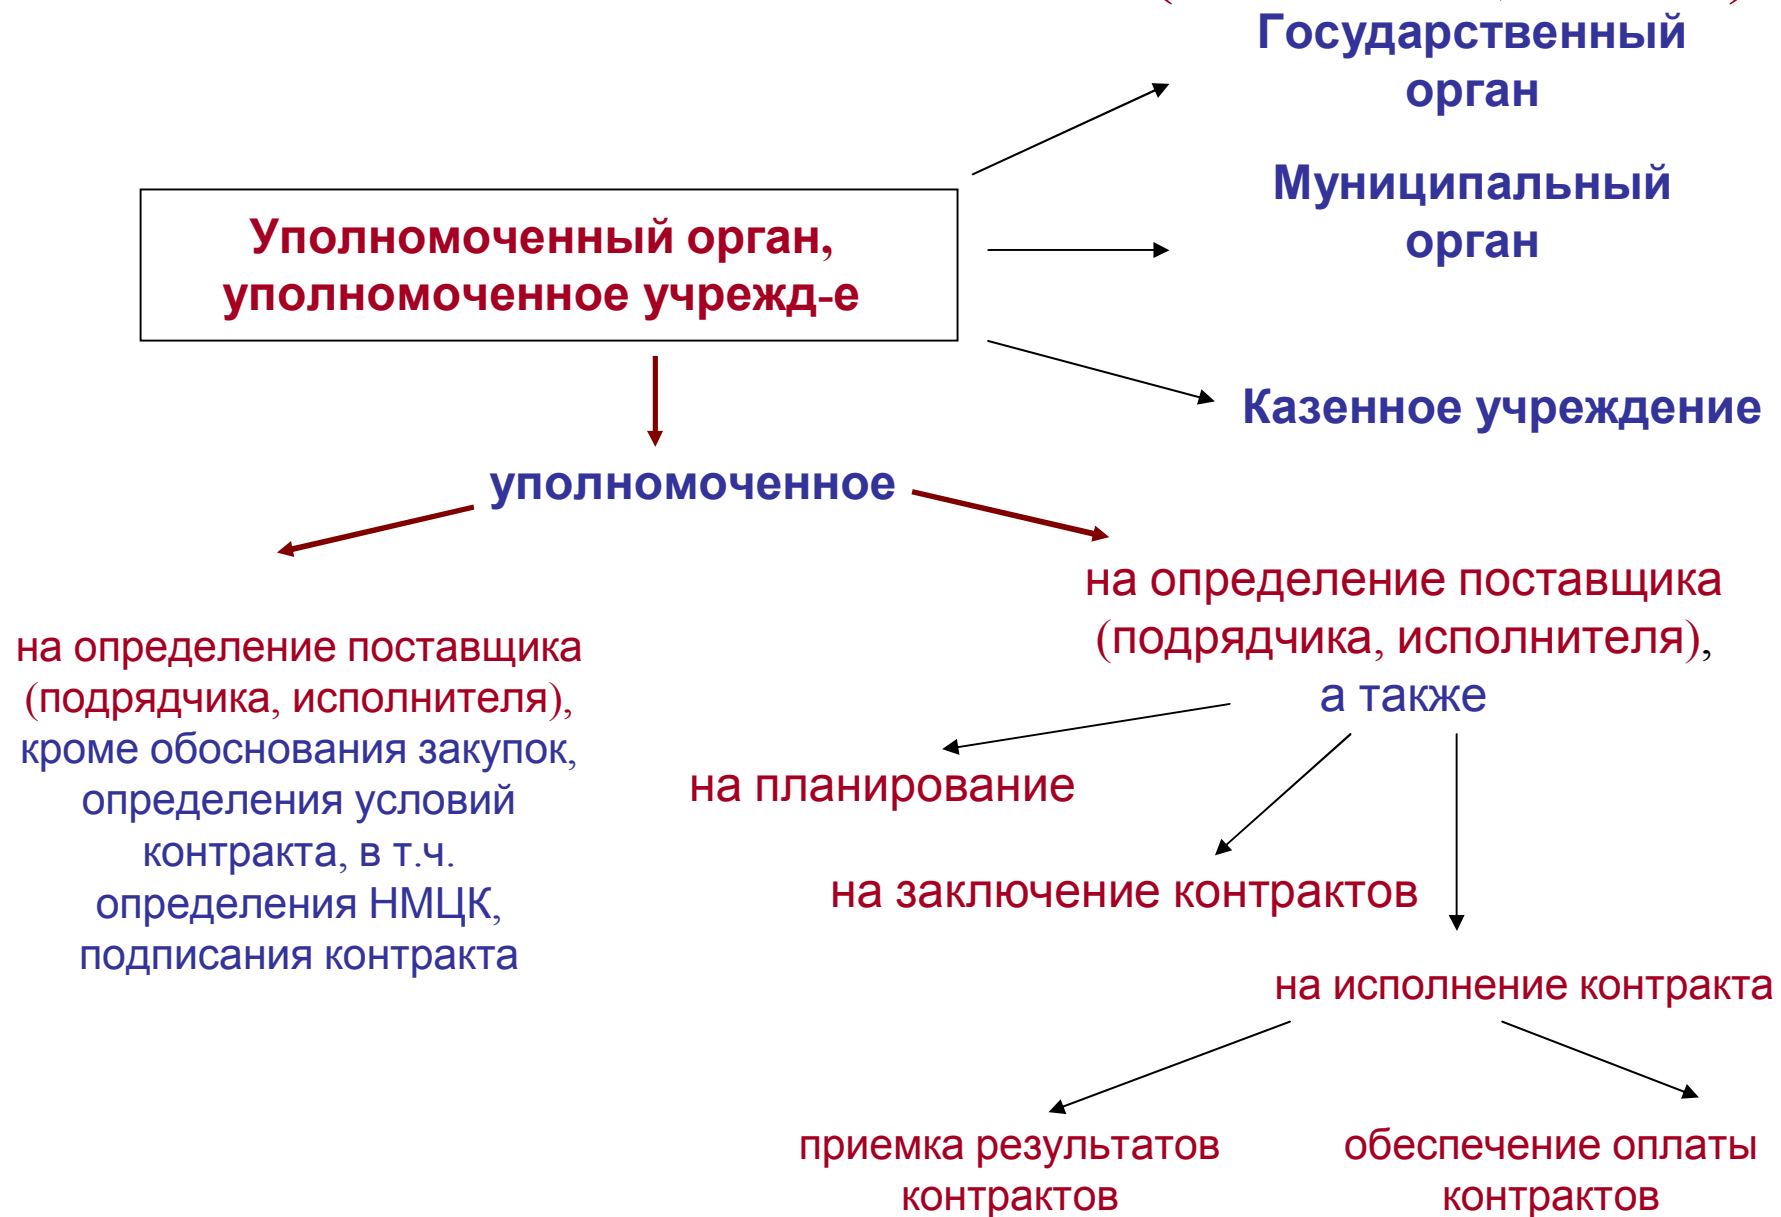 Государственный
орган
Муниципальный
орган
Уполномоченный орган,
уполномоченное учрежд-е
Казенное учреждение
уполномоченное
на определение поставщика
(подрядчика, исполнителя),
а также
на определение поставщика
(подрядчика, исполнителя),
кроме обоснования закупок,
определения условий
контракта, в т.ч.
определения НМЦК,
подписания контракта
на планирование
на заключение контрактов
на исполнение контракта
приемка результатов
контрактов
обеспечение оплаты
контрактов